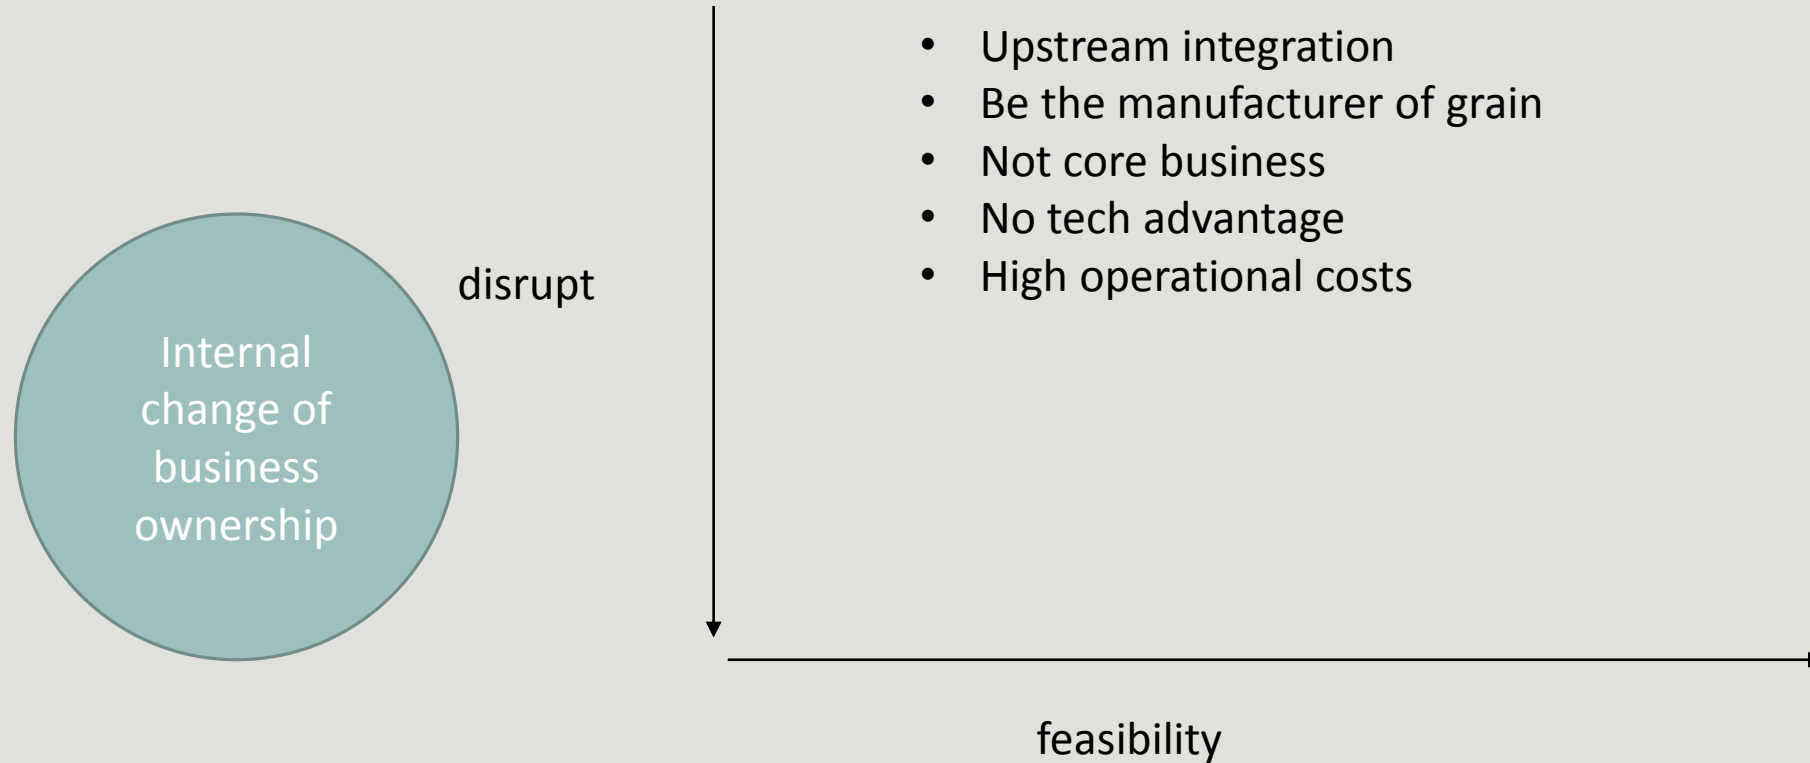 Internal
change of
business
ownership
disrupt
• Upstream integration
• Be the manufacturer of grain
• Not core business
• No tech advantage
• High operational costs
feasibility